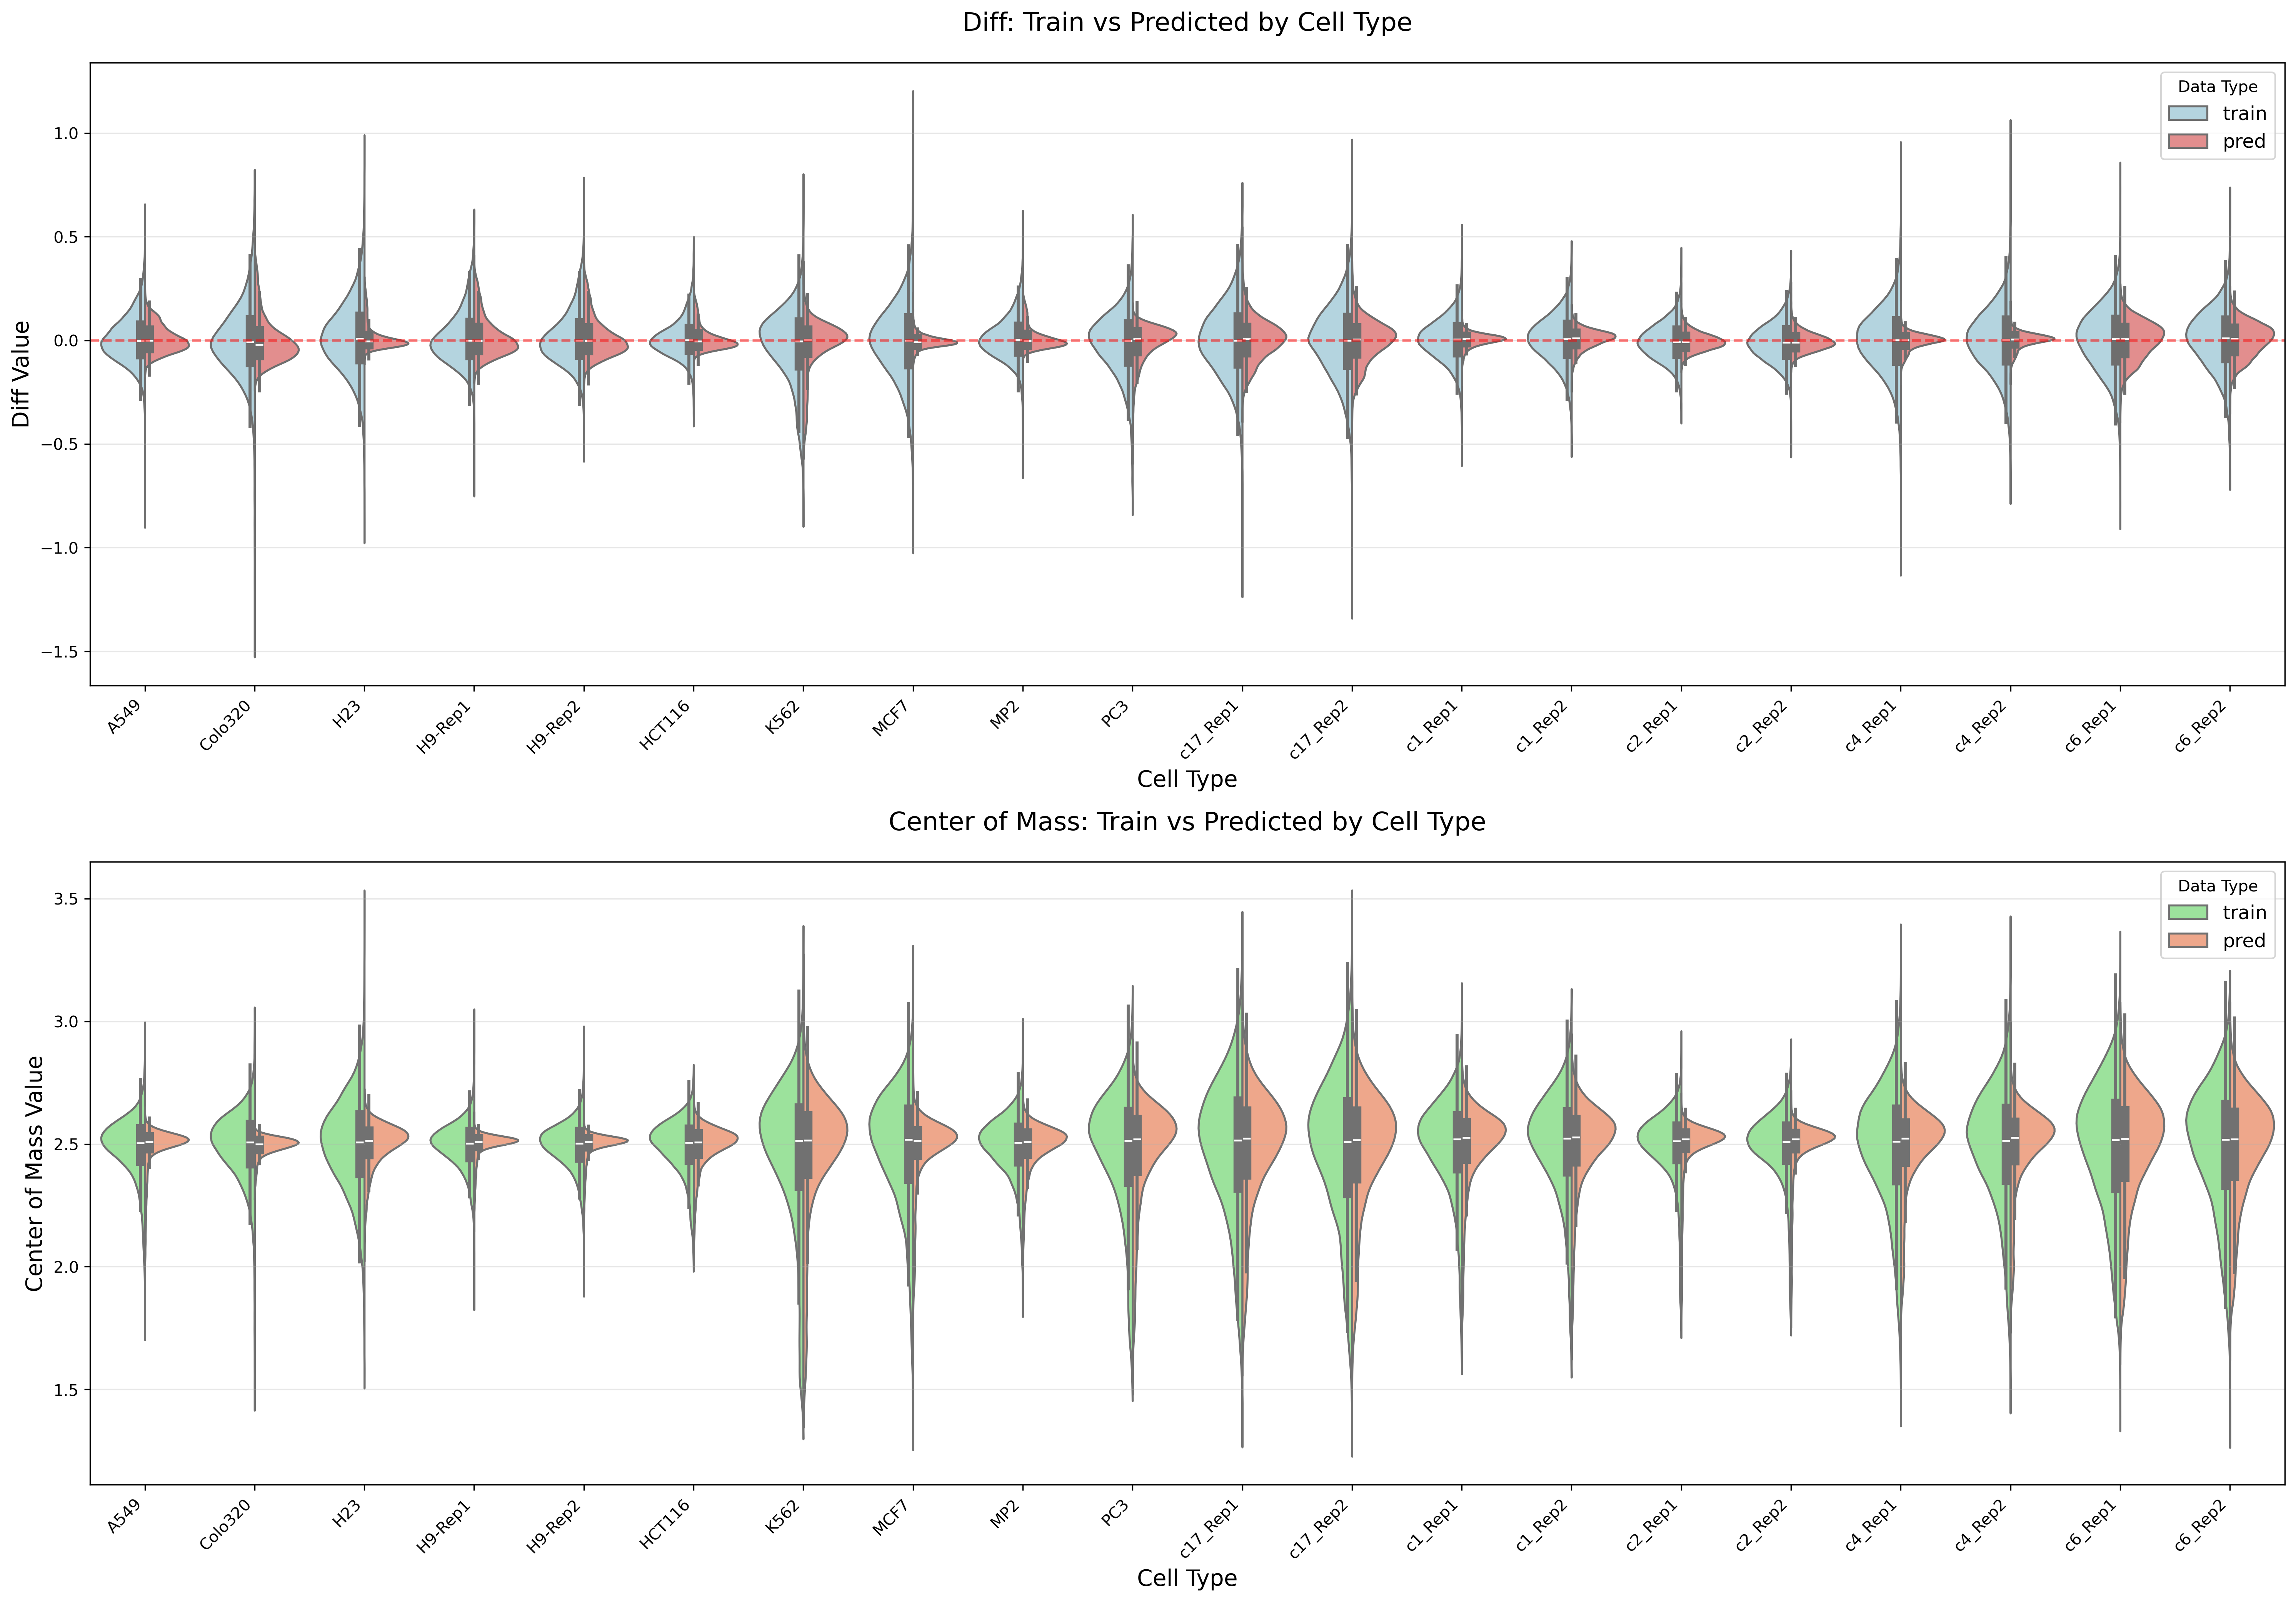 Diff: Train vs Predicted by Cell Type
Data Type
train
pred
Diff Value
1.0
0.5
0.0
−0.5
−1.0
−1.5
A549
Colo320
H23
H9-Rep1
H9-Rep2
HCT116
K562
MCF7
MP2
PC3
c17_Rep1
c17_Rep2
c1_Rep1
c1_Rep2
c2_Rep1
c2_Rep2
c4_Rep1
c4_Rep2
c6_Rep1
c6_Rep2
Cell Type
Center of Mass: Train vs Predicted by Cell Type
Data Type
train
pred
Center of Mass Value
3.5
3.0
2.5
2.0
1.5
A549
Colo320
H23
H9-Rep1
H9-Rep2
HCT116
K562
MCF7
MP2
PC3
c17_Rep1
c17_Rep2
c1_Rep1
c1_Rep2
c2_Rep1
c2_Rep2
c4_Rep1
c4_Rep2
c6_Rep1
c6_Rep2
Cell Type